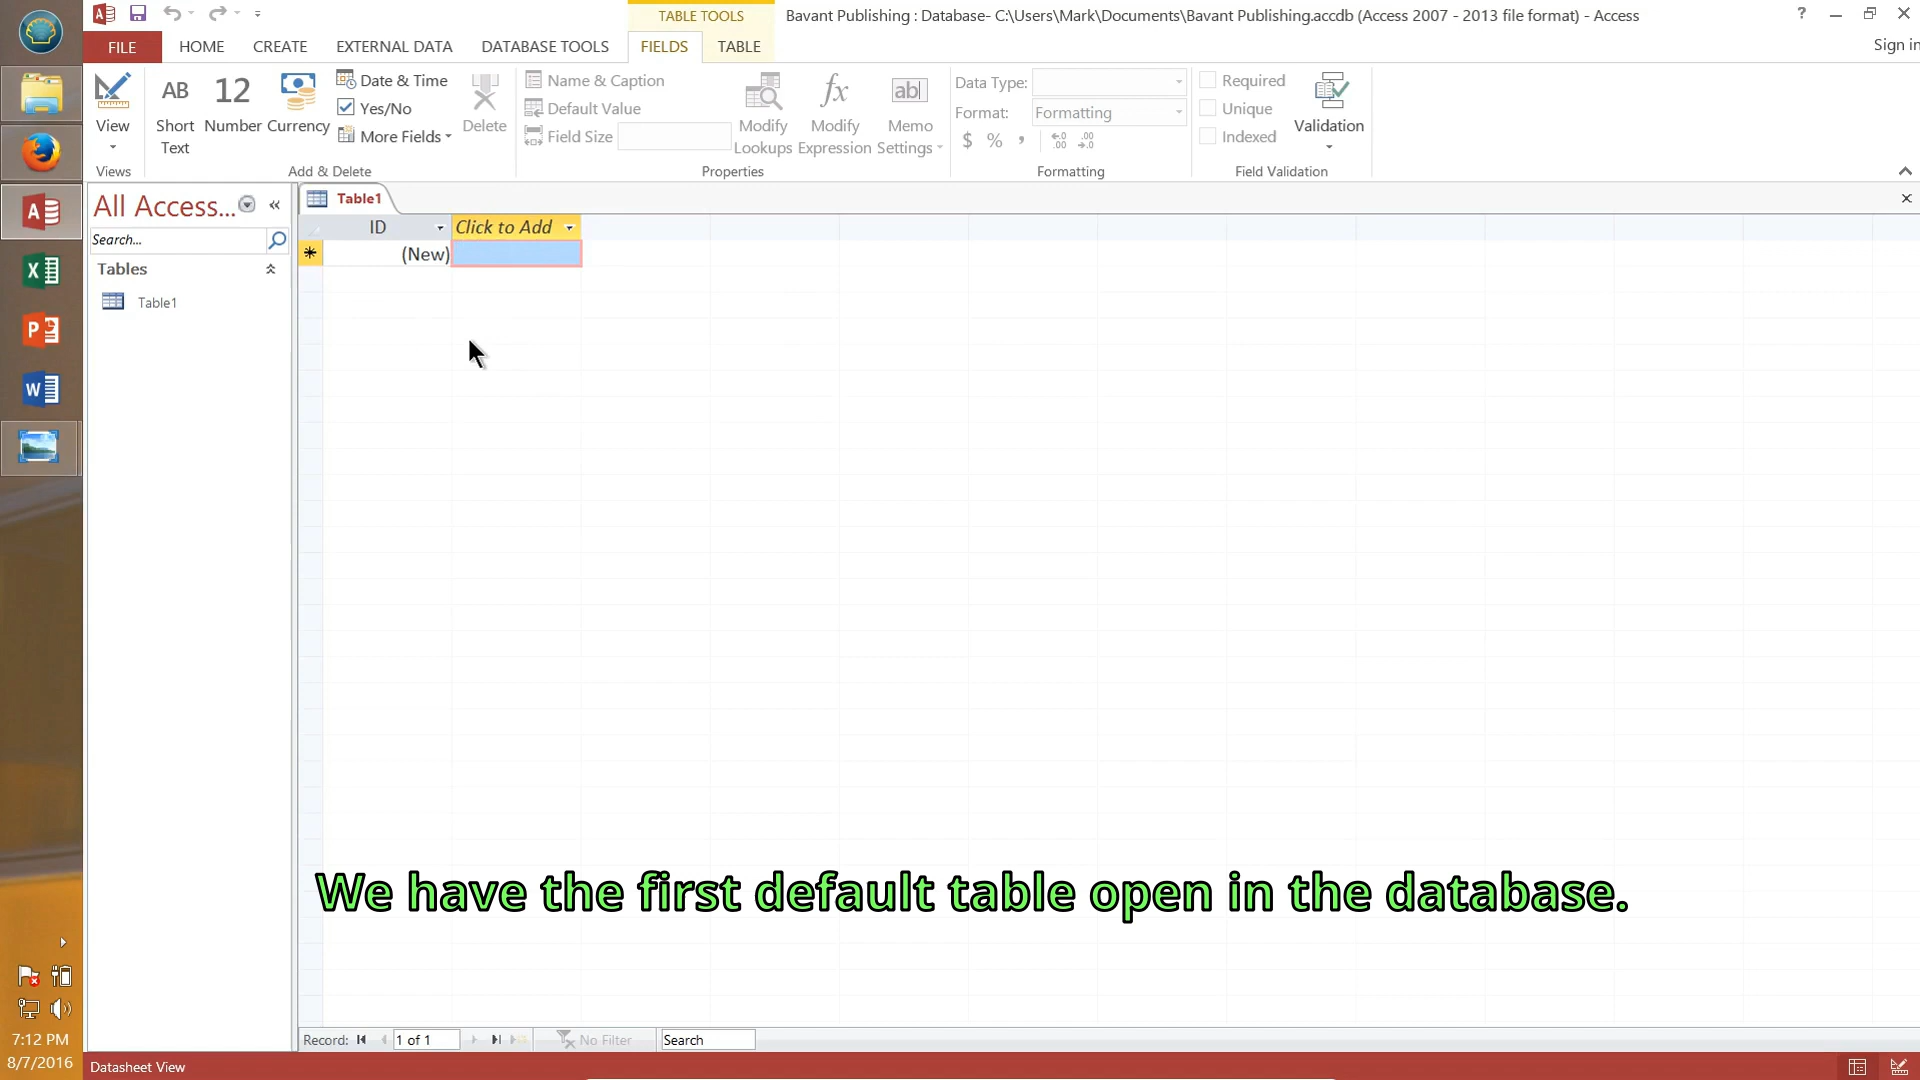 TABLE TOOLS
Bavant Publishing : Database- C:\Users\Mark\Documents\Bavant Publishing.accdb (Access 2007 - 2013 file format) - Access
?
FILE
HOME
CREATE
EXTERNAL DATA
DATABASE TOOLS
FIELDS
TABLE
Sign in
View
Views
AB
Short
Text
12
Number
Currency
Date & Time
Yes/No
More Fields
Delete
Add & Delete
Name & Caption
Default Value
Field Size
Modify
Lookups
fx
Modify
Expression
ab|
Memo
Settings
Properties
Data Type:
Format:
Formatting
$ % ,
←.0
.00
.00
→.0
Formatting
Required
Unique
Indexed
Validation
Field Validation
All Access...
«
Search...
Tables
Table1
Table1
ID
Click to Add
(New)
We have the first default table open in the database.
Record:
1 of 1
No Filter
Search
Datasheet View
7:12 PM
8/7/2016